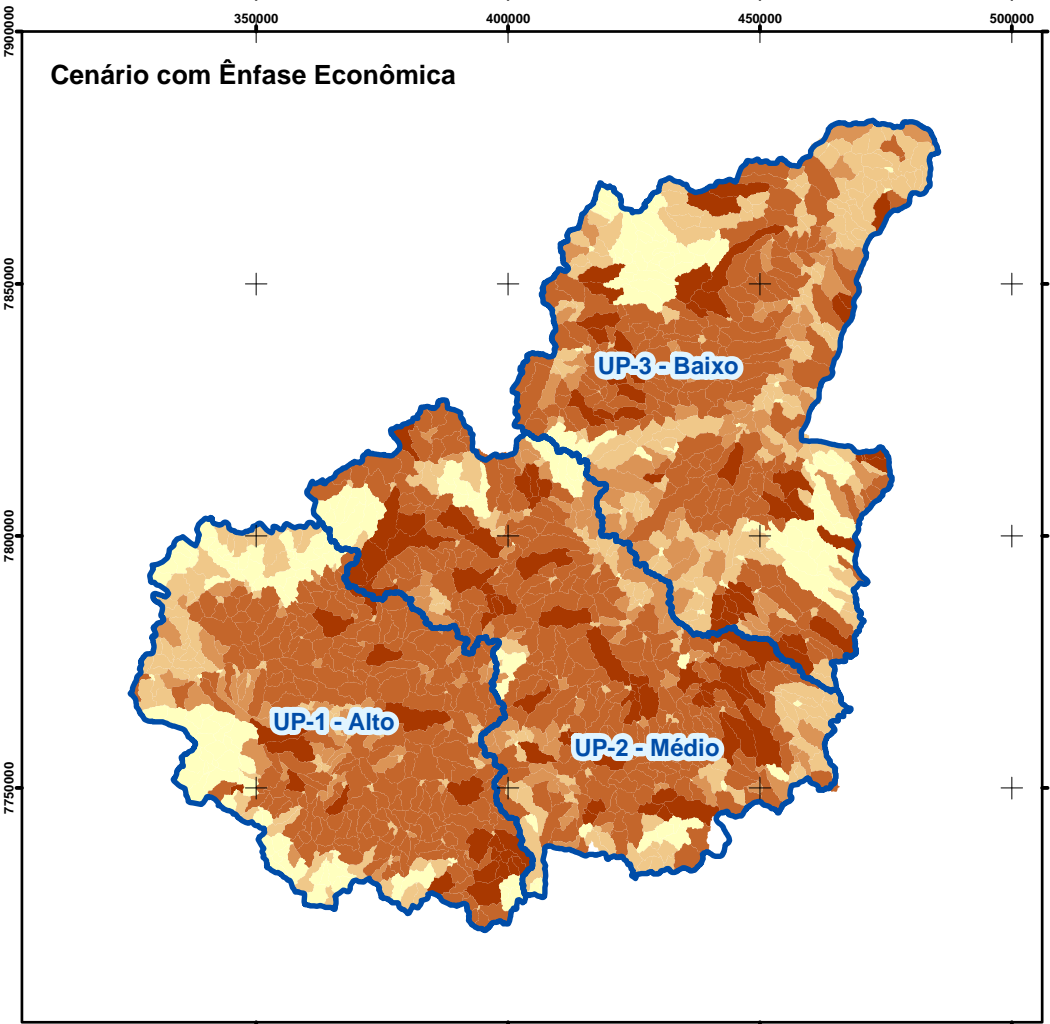 350000 400000 450000 500000
7900000
Cenário com Ênfase Econômica
7850000
UP-3 - Baixo
7800000
UP-1 - Alto
UP-2 - Médio
7750000